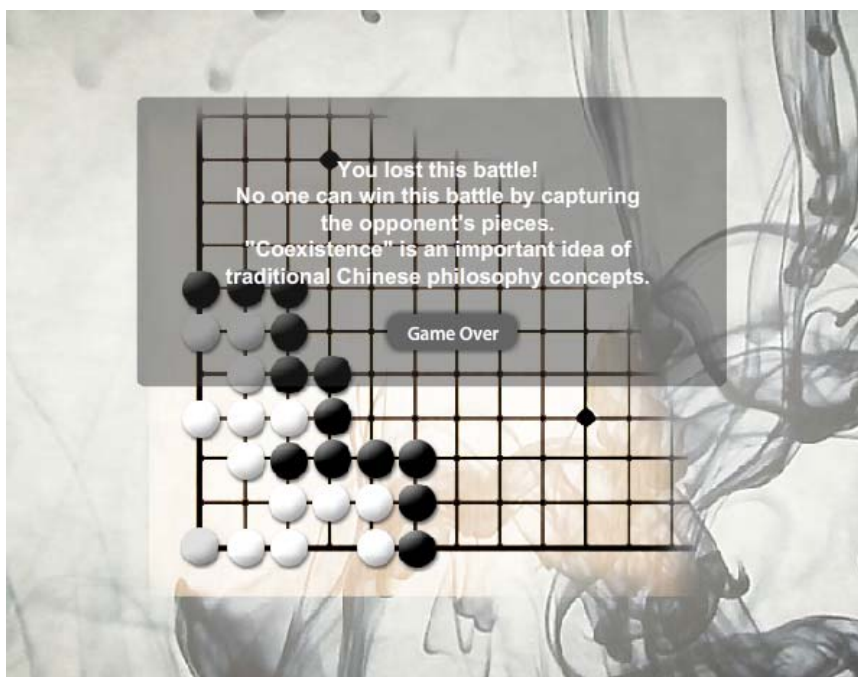 You lost this battle!
No one can win this battle by capturing
the opponent's pieces.
"Coexistence" is an important idea of
traditional Chinese philosophy concepts.
Game Over